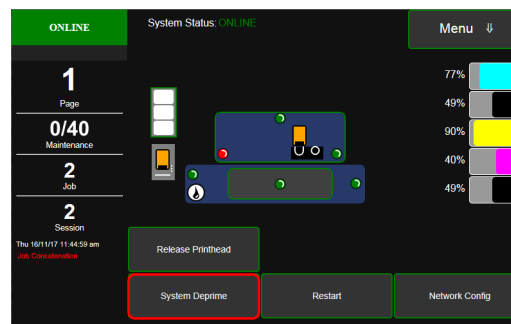 ONLINE
System Status: ONLINE
Menu ⇓
1
Page
0/40
Maintenance
2
Job
2
Session
Thu 16/11/17 11:44:59 am
Job Concatenation
77%
49%
90%
40%
49%
Release Printhead
System Deprime
Restart
Network Config